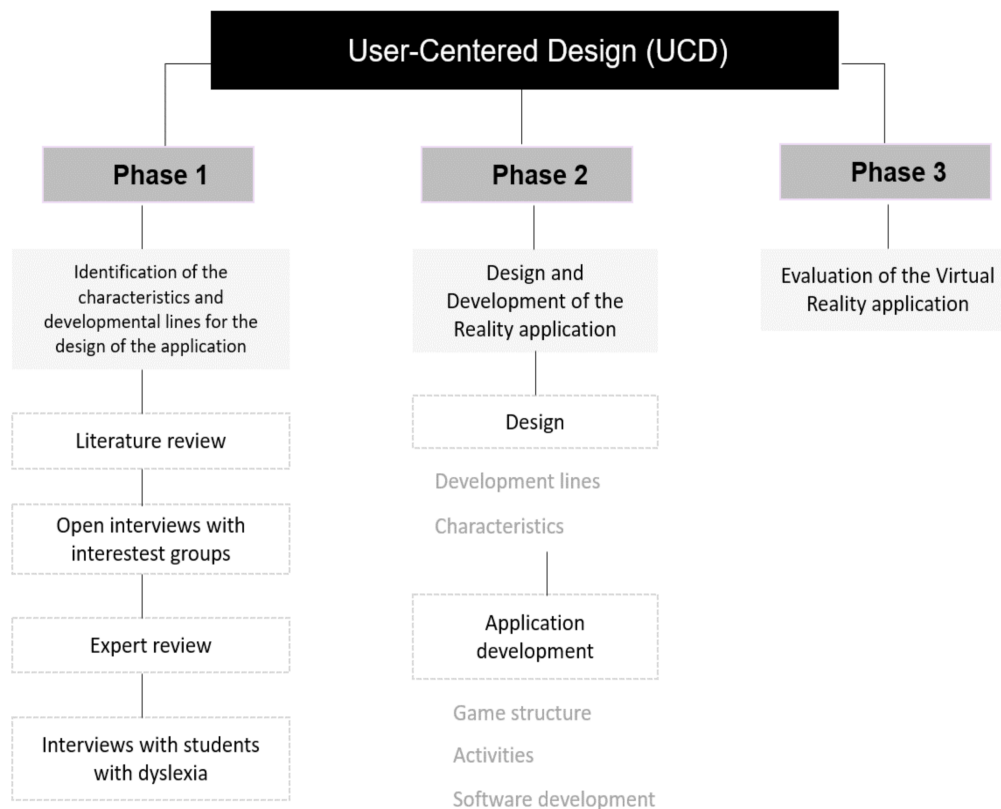 User-Centered Design (UCD)
Phase 1
Identification of the
characteristics and
developmental lines for the
design of the application
Literature review
Open interviews with
interestest groups
Expert review
Interviews with students
with dyslexia
Phase 2
Design and
Development of the
Reality application
Design
Development lines
Characteristics
Application
development
Game structure
Activities
Software development
Phase 3
Evaluation of the Virtual
Reality application